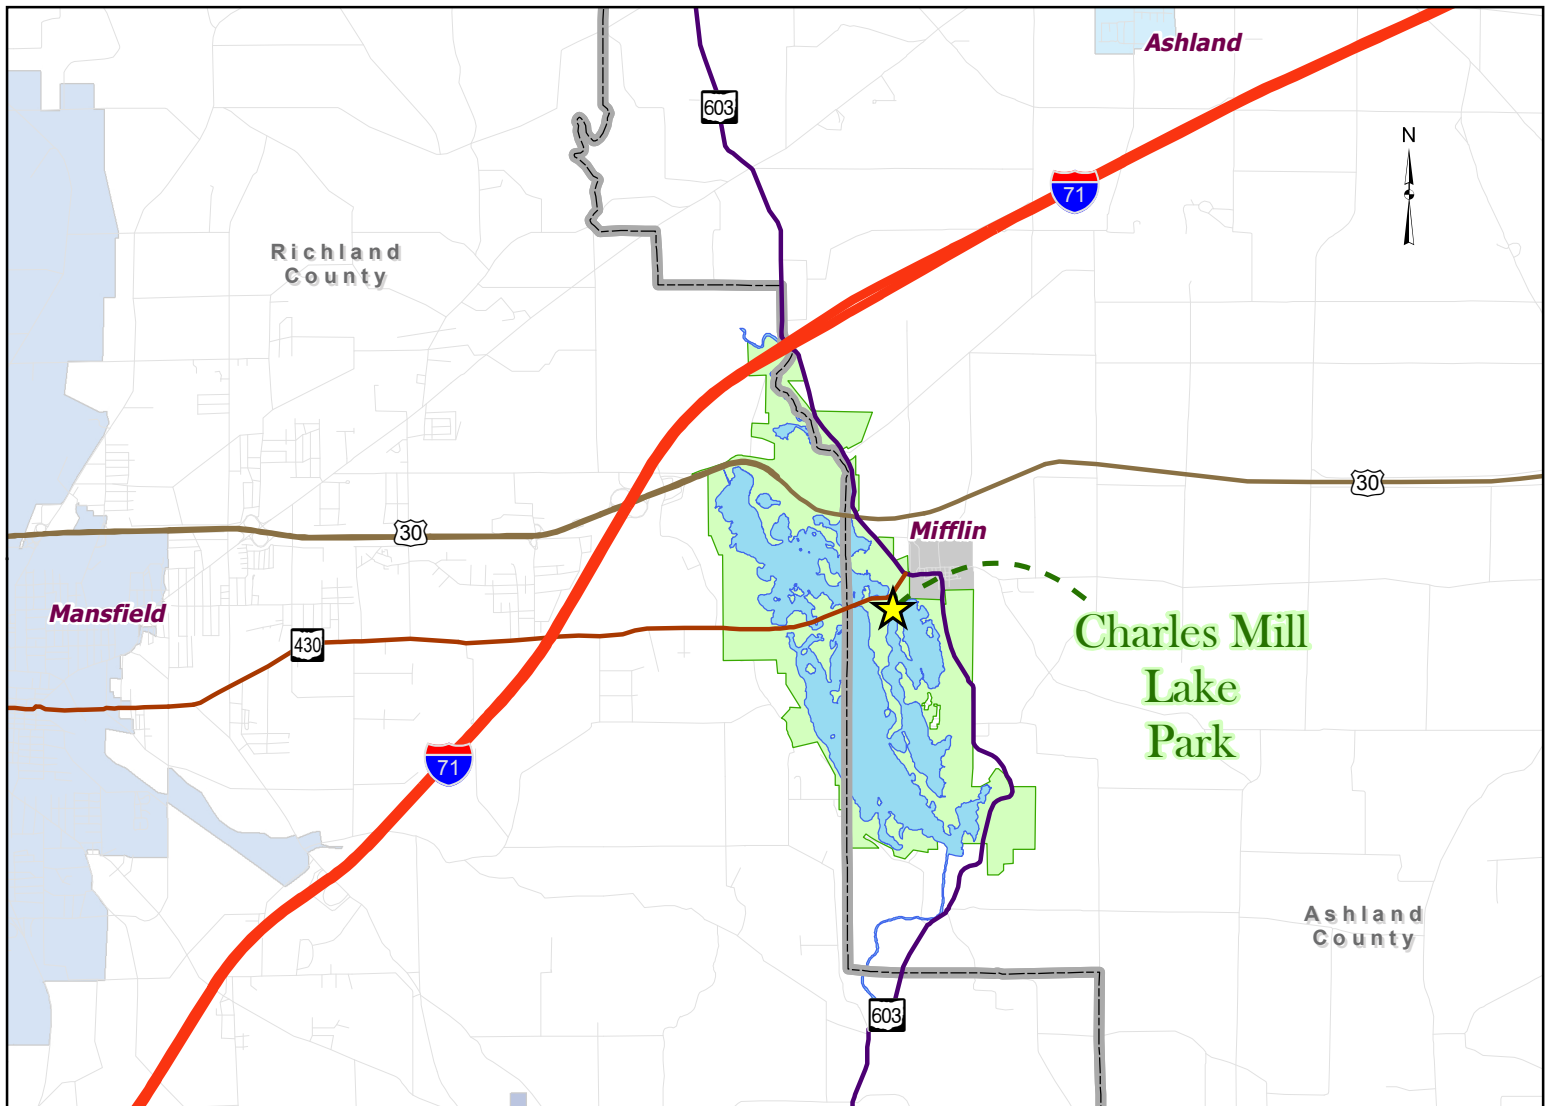 Ashland
603
N
71
Richland
County
30
30
Mifflin
Mansfield
430
Charles Mill
Lake
Park
71
Ashland
County
603